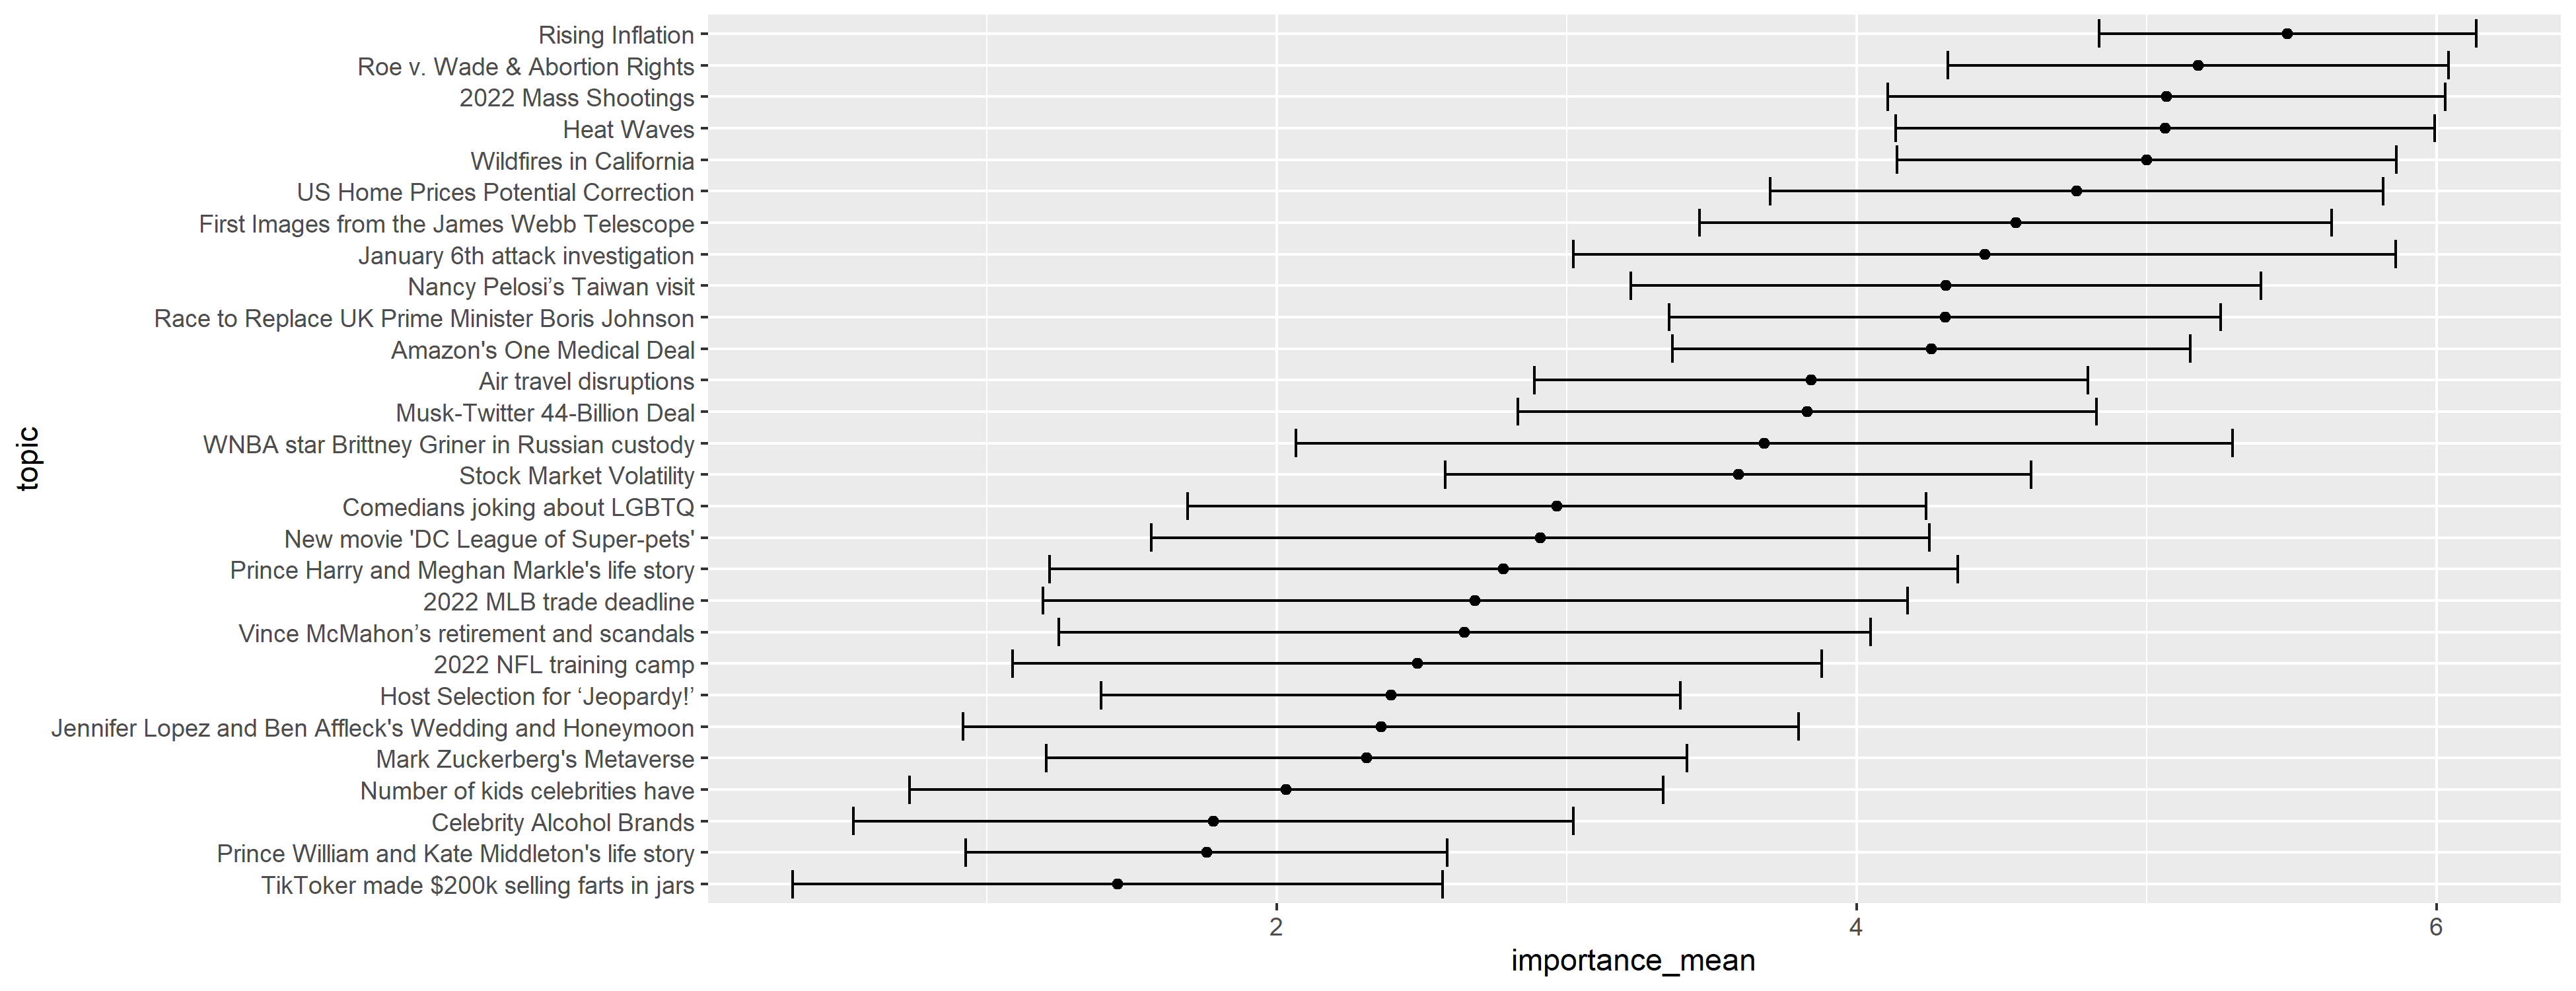 Rising Inflation
Roe v. Wade & Abortion Rights
2022 Mass Shootings
Heat Waves
Wildfires in California
US Home Prices Potential Correction
First Images from the James Webb Telescope
January 6th attack investigation
Nancy Pelosi’s Taiwan visit
Race to Replace UK Prime Minister Boris Johnson
Amazon's One Medical Deal
Air travel disruptions
Musk-Twitter 44-Billion Deal
WNBA star Brittney Griner in Russian custody
Stock Market Volatility
Comedians joking about LGBTQ
New movie 'DC League of Super-pets'
Prince Harry and Meghan Markle's life story
2022 MLB trade deadline
Vince McMahon’s retirement and scandals
2022 NFL training camp
Host Selection for ‘Jeopardy!’
Jennifer Lopez and Ben Affleck's Wedding and Honeymoon
Mark Zuckerberg's Metaverse
Number of kids celebrities have
Celebrity Alcohol Brands
Prince William and Kate Middleton's life story
TikToker made $200k selling farts in jars
topic
2 4 6
importance_mean